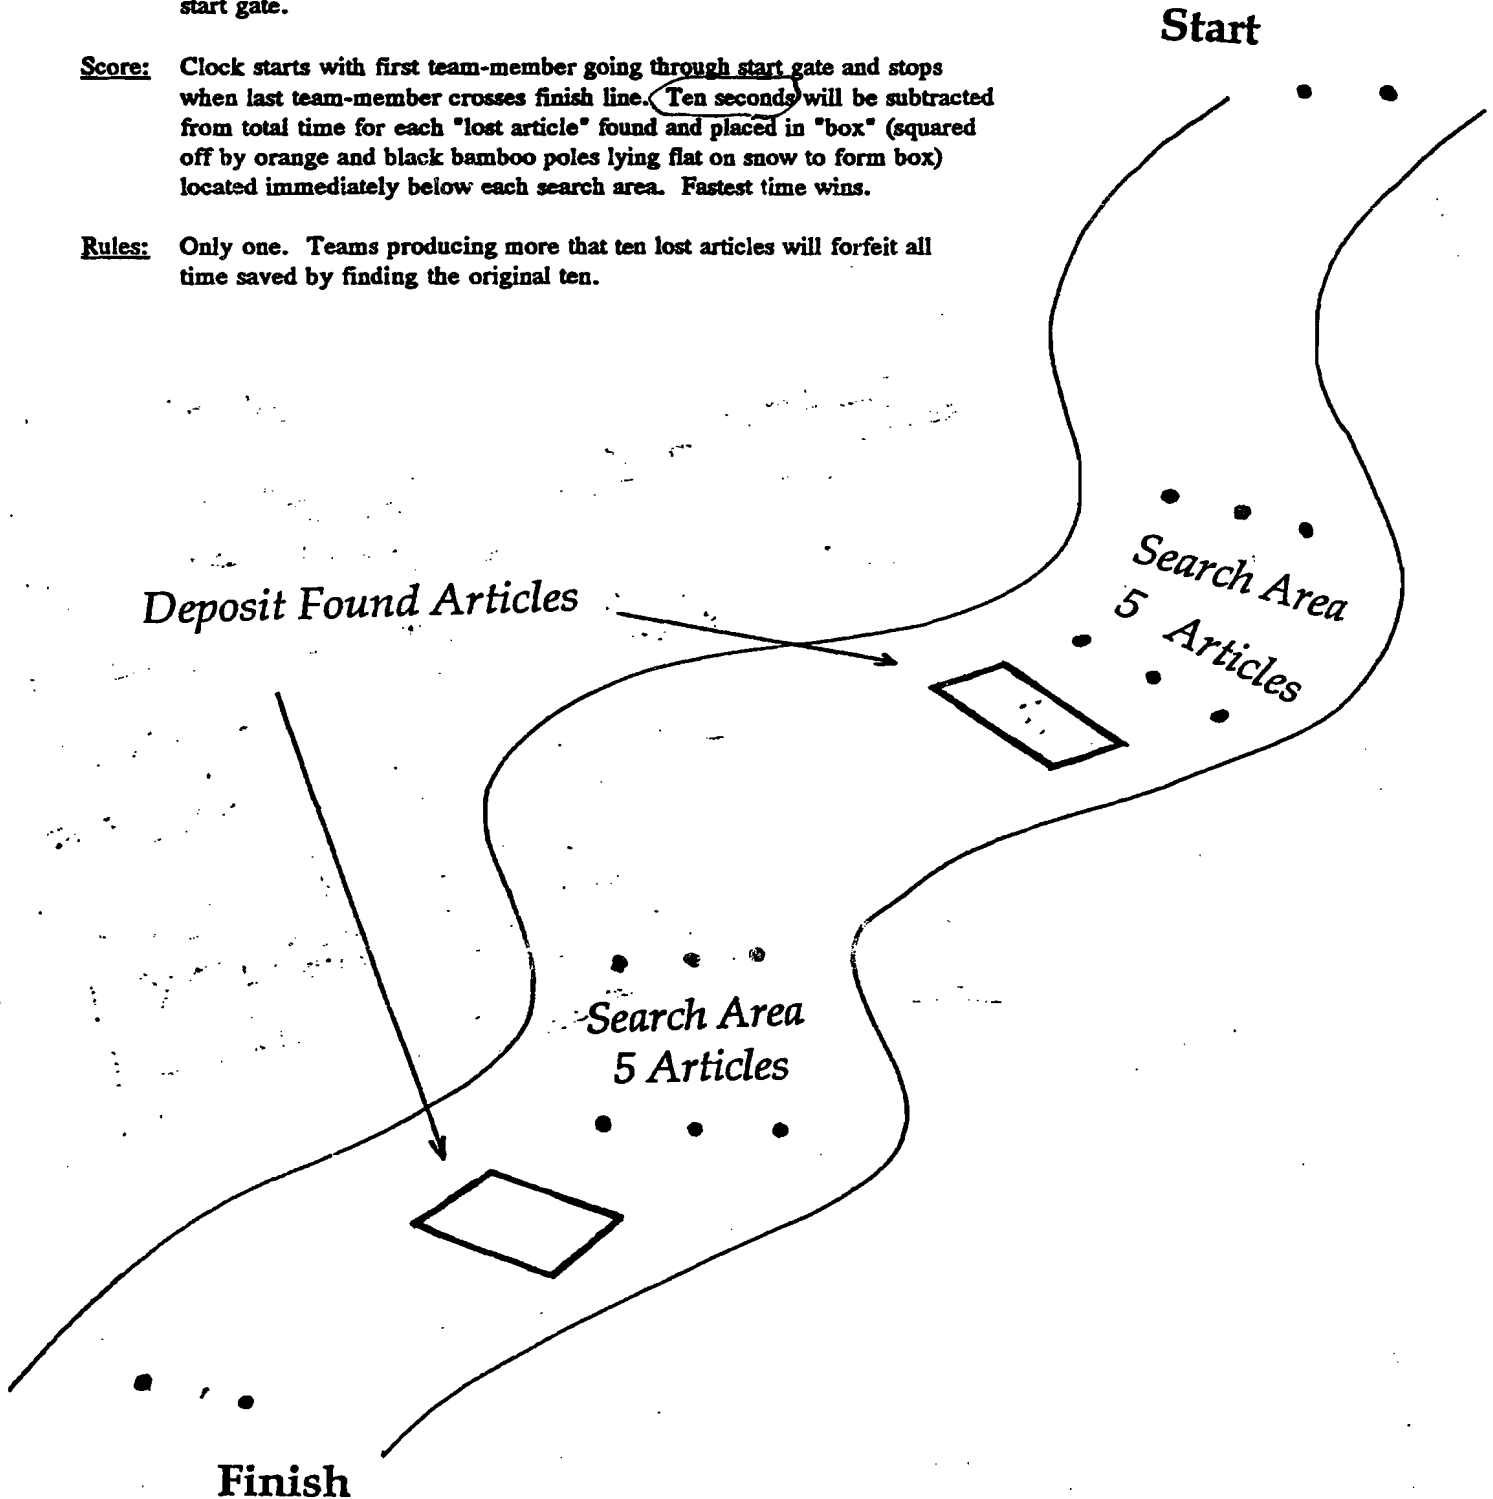 start gate.
Start
Score: Clock starts with first team-member going through start gate and stops
when last team-member crosses finish line. Ten seconds will be subtracted
from total time for each "lost article" found and placed in "box" (squared
off by orange and black bamboo poles lying flat on snow to form box)
located immediately below each search area. Fastest time wins.
Rules: Only one. Teams producing more that ten lost articles will forfeit all
time saved by finding the original ten.
Search Area
5 Articles
Deposit Found Articles
Search Area
5 Articles
Finish